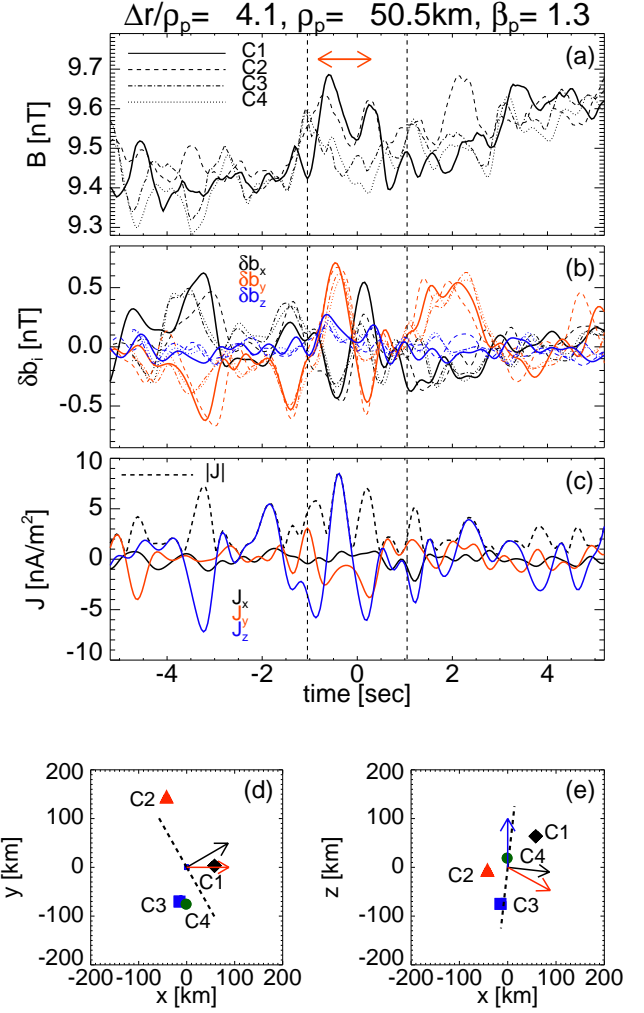 Δr/ρp= 4.1, ρp= 50.5km, βp= 1.3
(a)
C1
C2
C3
C4
B [nT]
9.7
9.6
9.5
9.4
9.3
(b)
δbx
δby
δbz
δbi [nT]
0.5
0.0
-0.5
(c)
|J|
J [nA/m²]
10
5
0
-5
-10
Jx
Jy
Jz
-4 -2 0 2 4
time [sec]
(d)
200
100
0
-100
-200
y [km]
C2
C1
C3
C4
-200 -100 0 100 200
x [km]
(e)
200
100
0
-100
-200
z [km]
C1
C4
C2
C3
-200 -100 0 100 200
x [km]